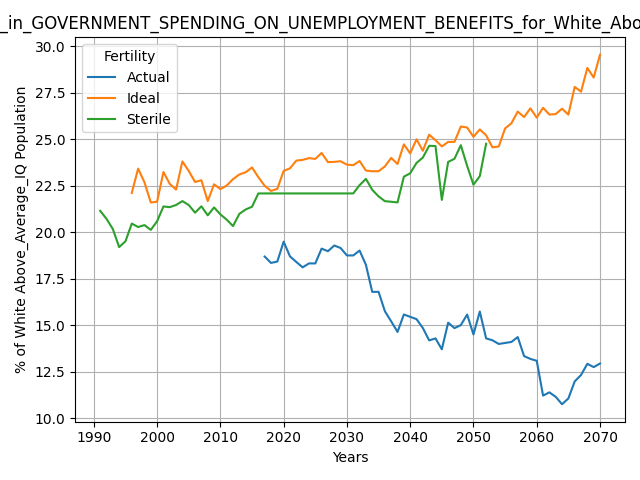 _in_GOVERNMENT_SPENDING_ON_UNEMPLOYMENT_BENEFITS_for_White_Abo
Fertility
Actual
Ideal
Sterile
% of White Above_Average_IQ Population
30.0
27.5
25.0
22.5
20.0
17.5
15.0
12.5
10.0
1990
2000
2010
2020
2030
2040
2050
2060
2070
Years